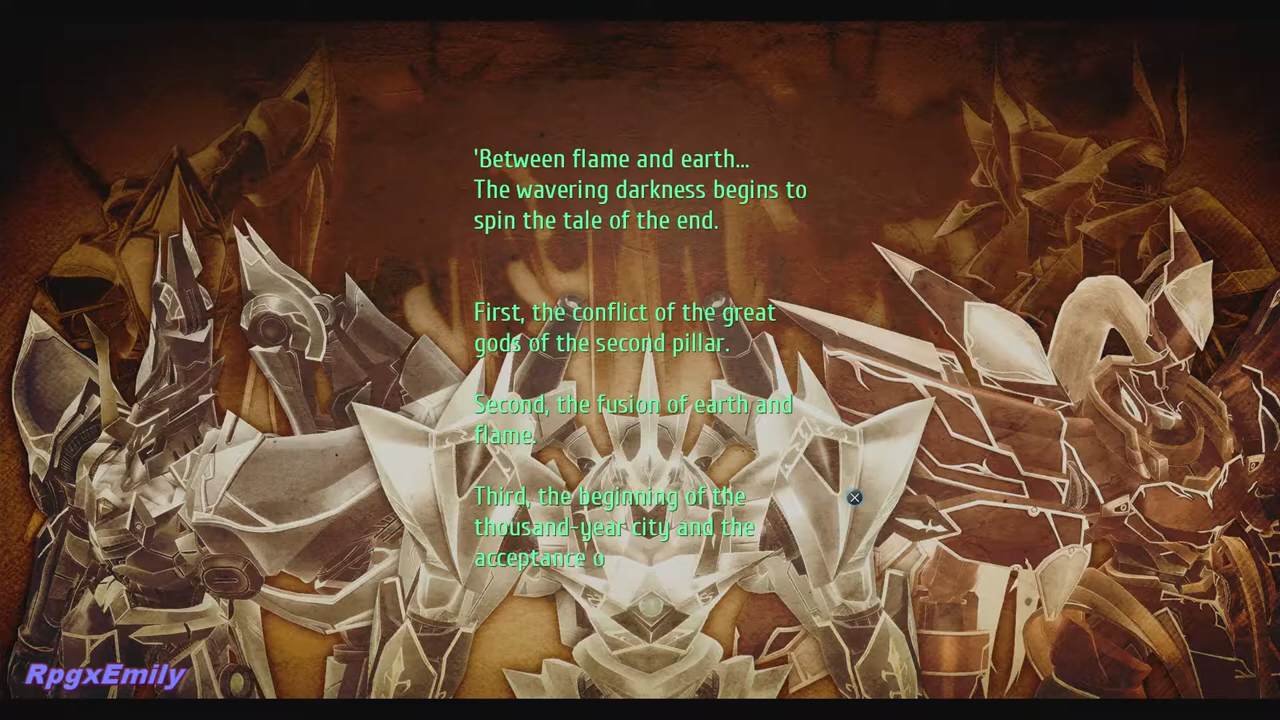 'Between flame and earth...
The wavering darkness begins to
spin the tale of the end.
First, the conflict of the great
gods of the second pillar.
Second, the fusion of earth and
flame.
Third, the beginning of the
thousand-year city and the
acceptance o
RpgxEmily